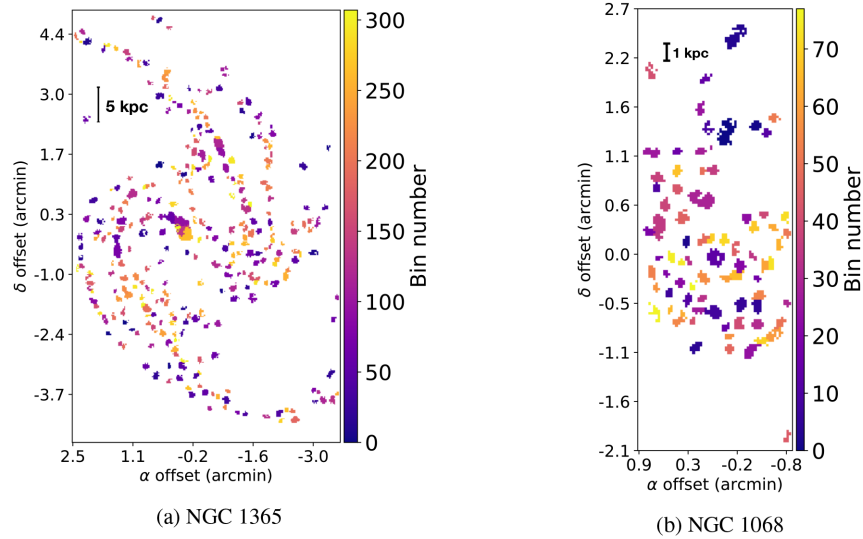 4.4
3.0
1.7
0.3
-1.0
-2.4
-3.7
δ offset (arcmin)
5 kpc
2.5 1.1 -0.2 -1.6 -3.0
α offset (arcmin)
300
250
200
150
100
50
0
Bin number
(a) NGC 1365
2.7
2.2
1.6
1.1
0.6
0.0
-0.5
-1.1
-1.6
-2.1
δ offset (arcmin)
1 kpc
0.9 0.3 -0.2 -0.8
α offset (arcmin)
70
60
50
40
30
20
10
0
Bin number
(b) NGC 1068